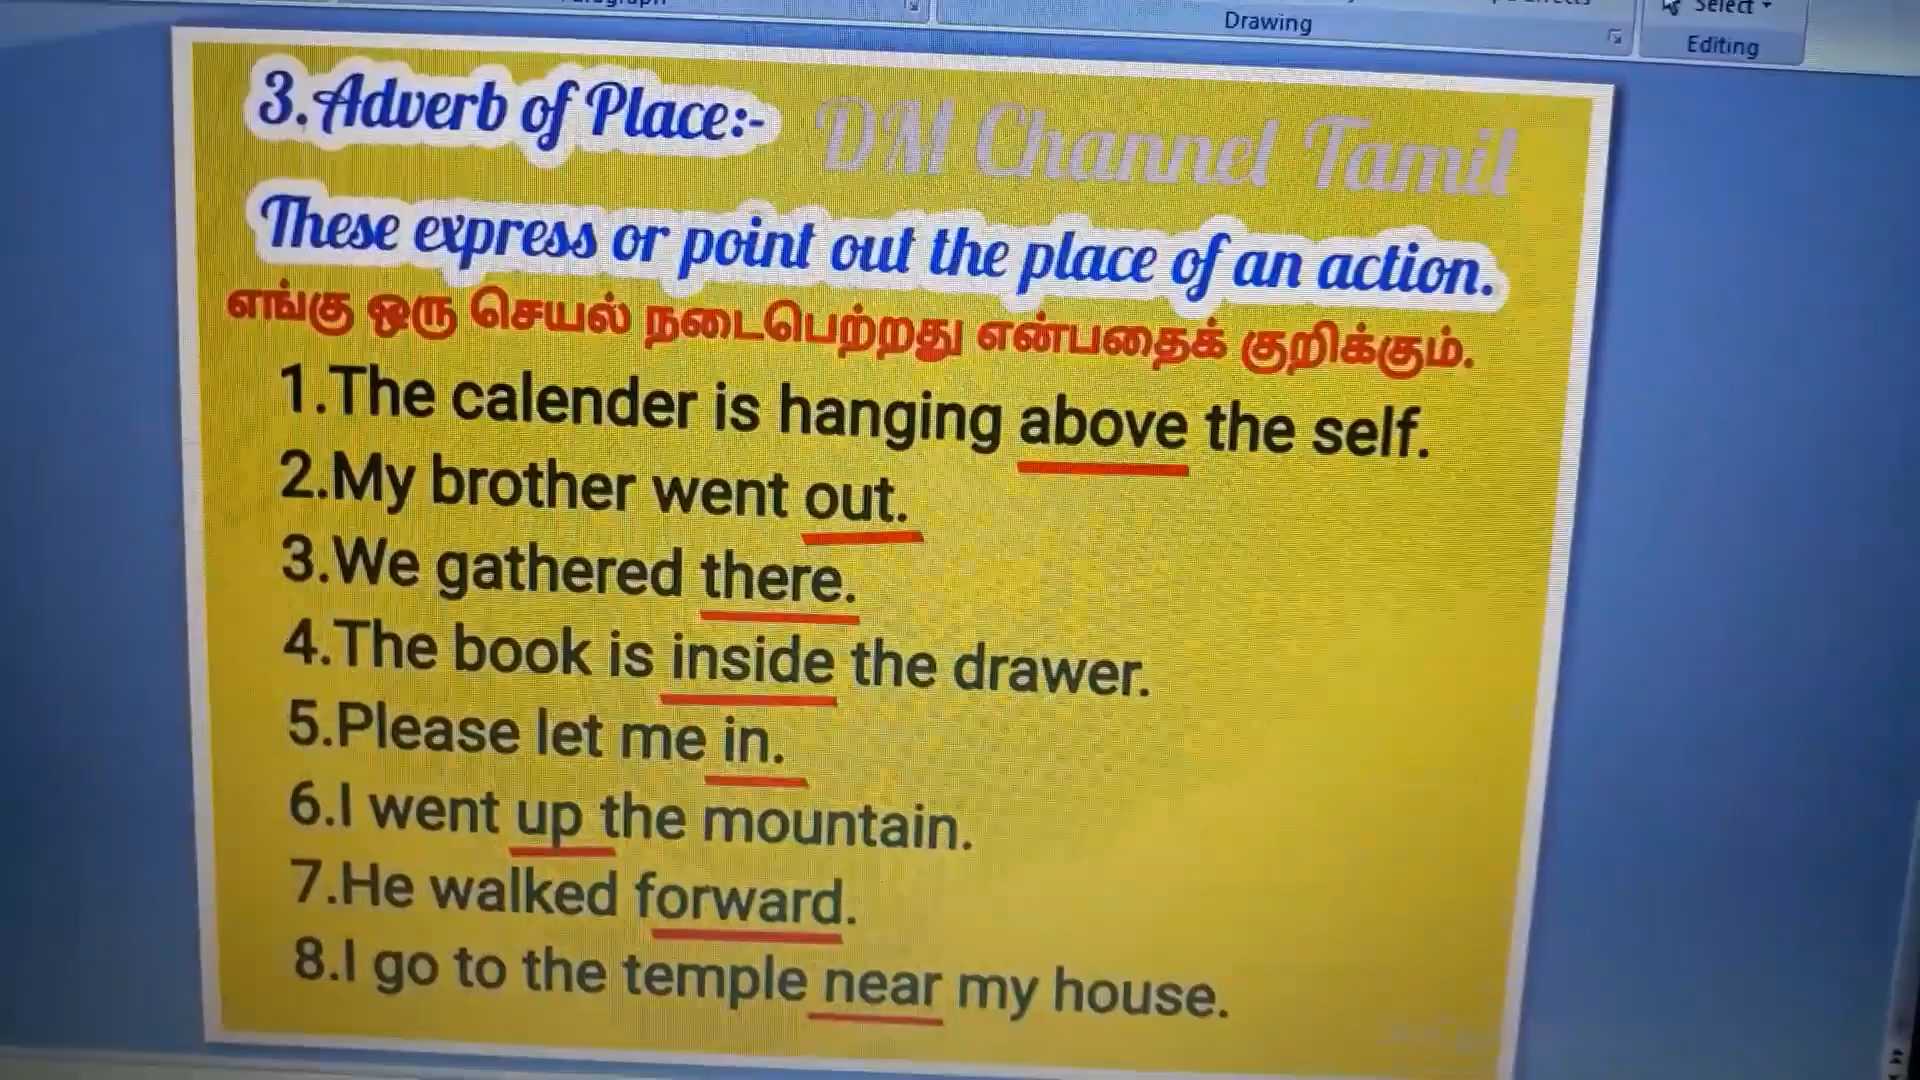 Drawing
Select
Editing
3.Adverb of Place:-
DM Channel Tamil
These express or point out the place of an action.
எங்கு ஒரு செயல் நடைபெற்றது என்பதைக் குறிக்கும்.
1.The calender is hanging above the self.
2.My brother went out.
3.We gathered there.
4.The book is inside the drawer.
5.Please let me in.
6.I went up the mountain.
7.He walked forward.
8.I go to the temple near my house.